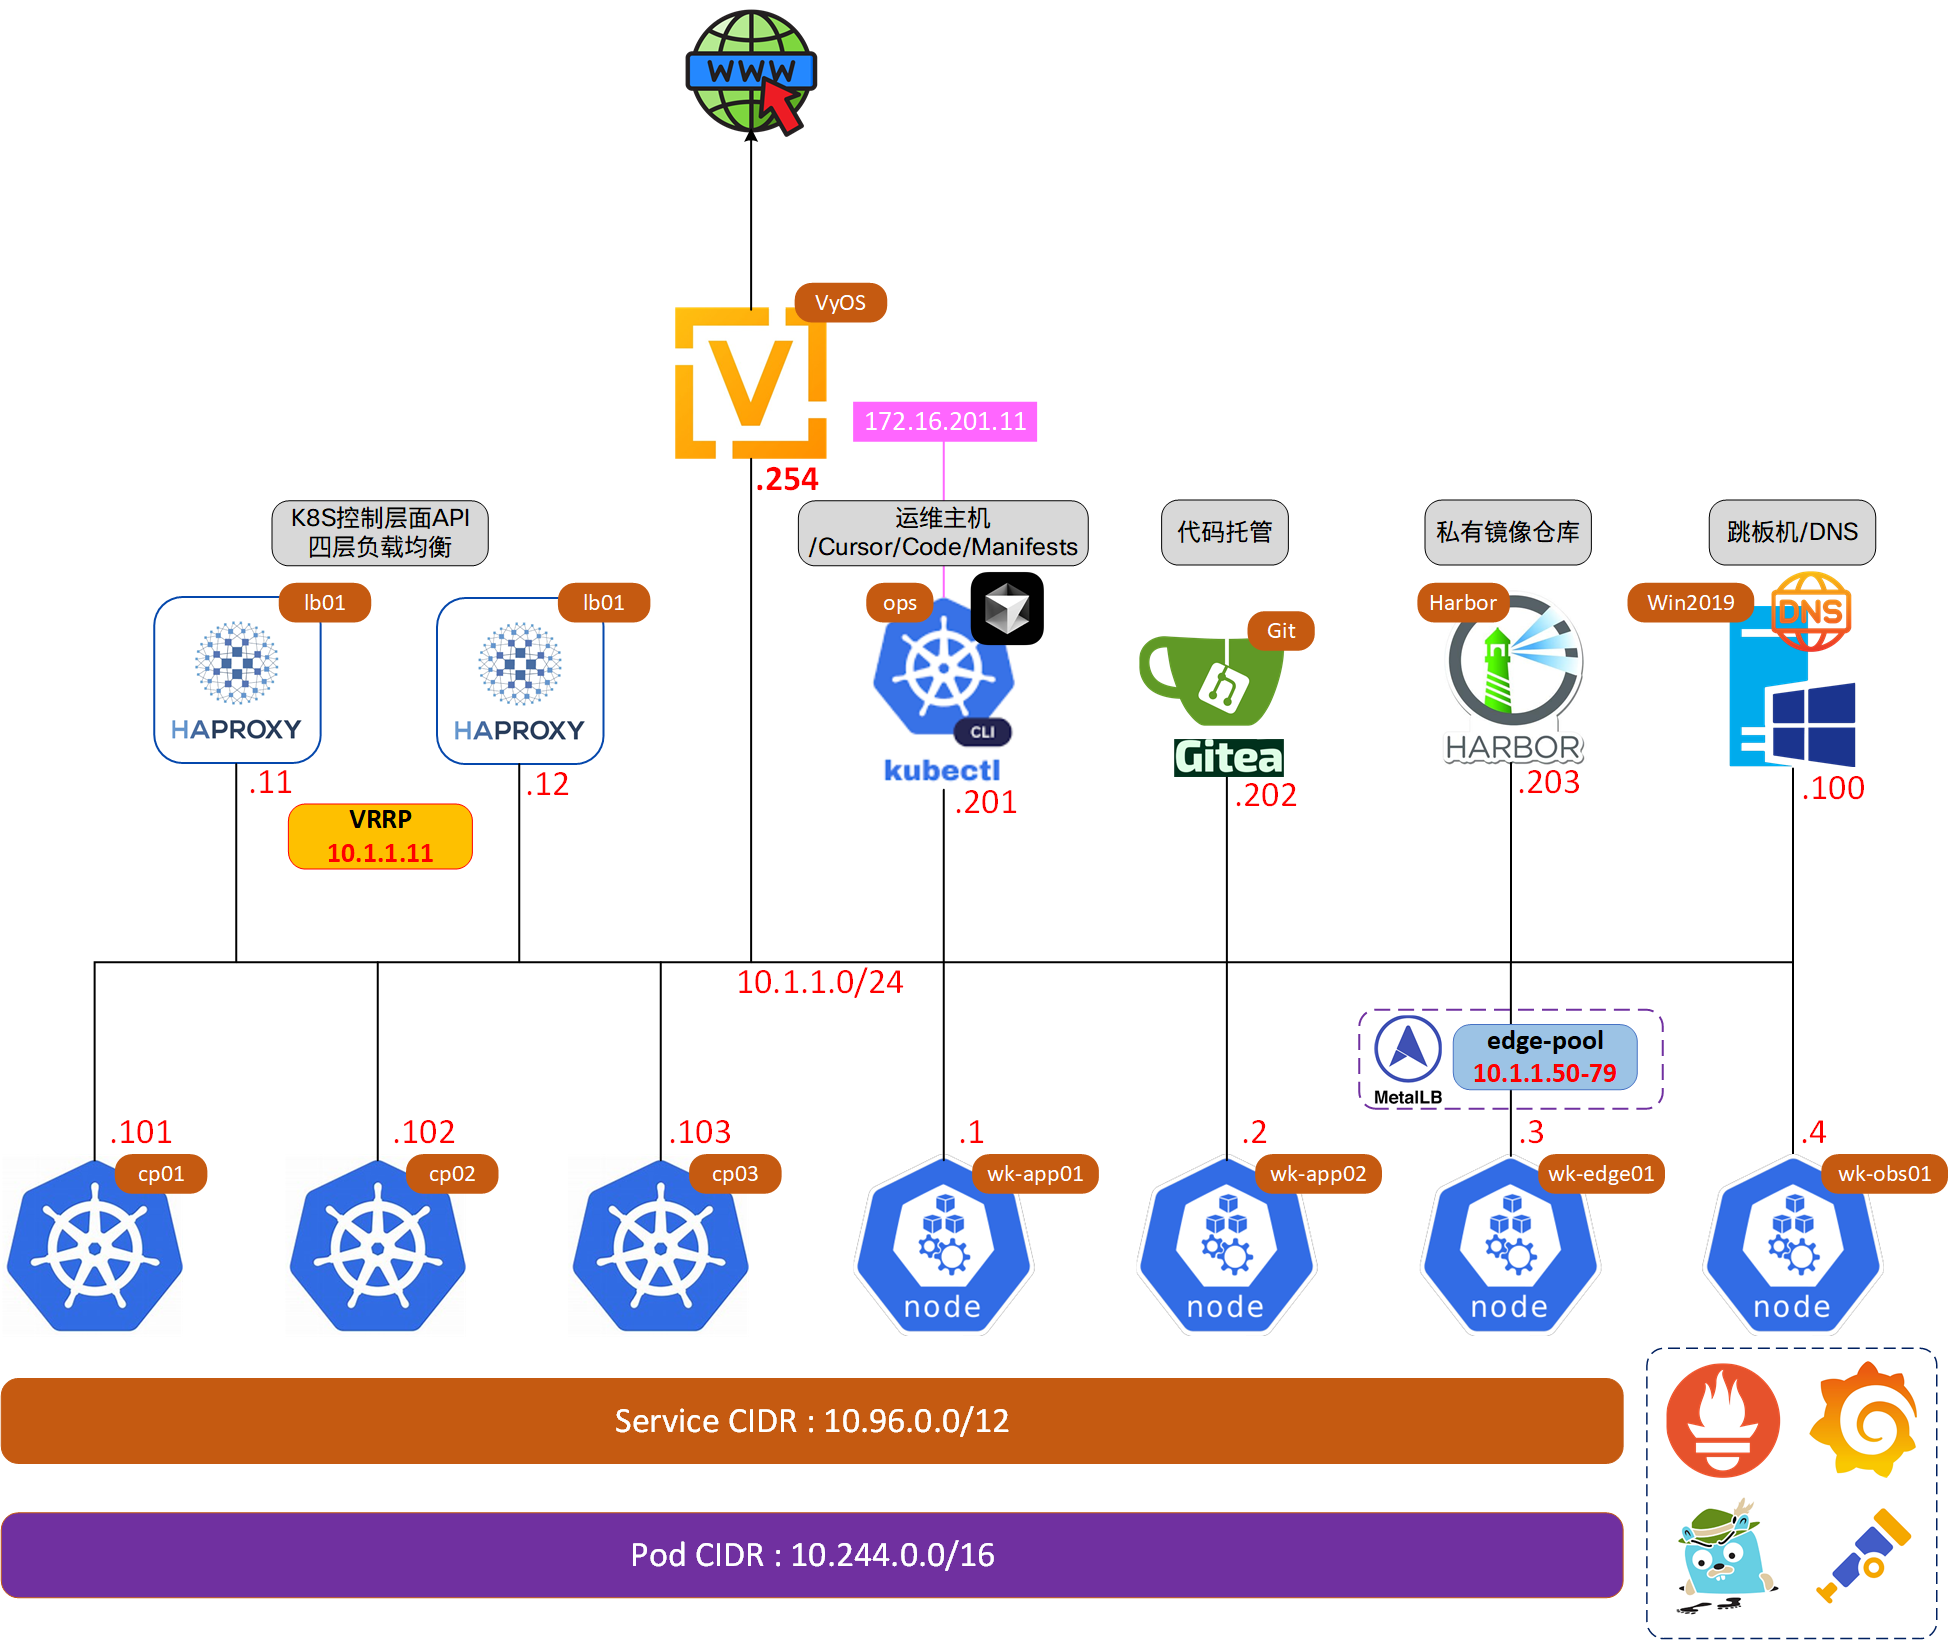 WWW
VyOS
V
172.16.201.11
.254
K8S控制层面API
四层负载均衡
运维主机
/Cursor/Code/Manifests
代码托管
私有镜像仓库
跳板机/DNS
lb01
lb01
ops
Git
Harbor
Win2019
DNS
HAPROXY
HAPROXY
CLI
kubectl
Gitea
HARBOR
.11
.12
.201
.202
.203
.100
VRRP
10.1.1.11
10.1.1.0/24
MetalLB
edge-pool
10.1.1.50-79
.101
.102
.103
.1
.2
.3
.4
cp01
cp02
cp03
wk-app01
wk-app02
wk-edge01
wk-obs01
node
node
node
node
Service CIDR : 10.96.0.0/12
Pod CIDR : 10.244.0.0/16